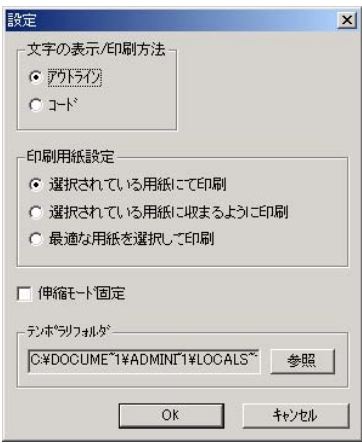 設定
文字の表示/印刷方法
ｱｳﾄﾗｲﾝ
ｺｰﾄﾞ
印刷用紙設定
選択されている用紙にて印刷
選択されている用紙に収まるように印刷
最適な用紙を選択して印刷
伸縮ﾓｰﾄﾞ固定
ﾃﾝﾎﾟﾗﾘﾌｫﾙﾀﾞ
C:¥DOCUME~1¥ADMINI~1¥LOCALS~
参照
OK
ｷｬﾝｾﾙ